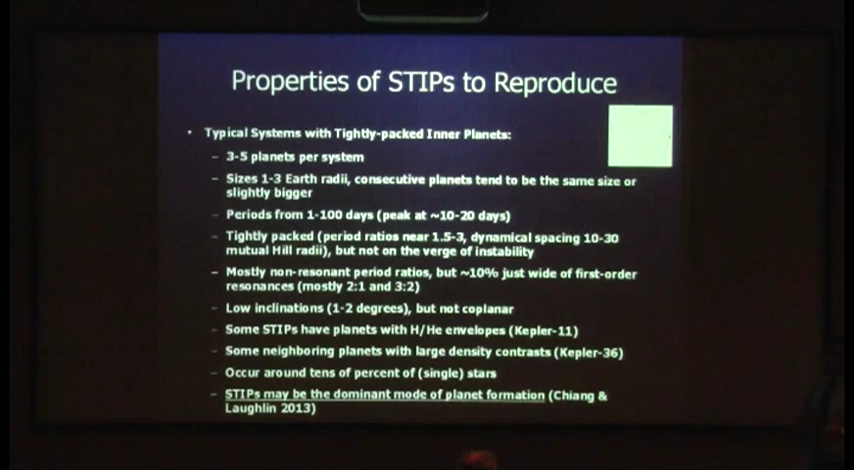 Properties of STIPs to Reproduce
• Typical Systems with Tightly-packed Inner Planets:
– 3-5 planets per system
– Sizes 1-3 Earth radii, consecutive planets tend to be the same size or
slightly bigger
– Periods from 1-100 days (peak at ~10-20 days)
– Tightly packed (period ratios near 1.5-3, dynamical spacing 10-30
mutual Hill radii), but not on the verge of instability
– Mostly non-resonant period ratios, but ~10% just wide of first-order
resonances (mostly 2:1 and 3:2)
– Low inclinations (1-2 degrees), but not coplanar
– Some STIPs have planets with H/He envelopes (Kepler-11)
– Some neighboring planets with large density contrasts (Kepler-36)
– Occur around tens of percent of (single) stars
– STIPs may be the dominant mode of planet formation (Chiang &
Laughlin 2013)